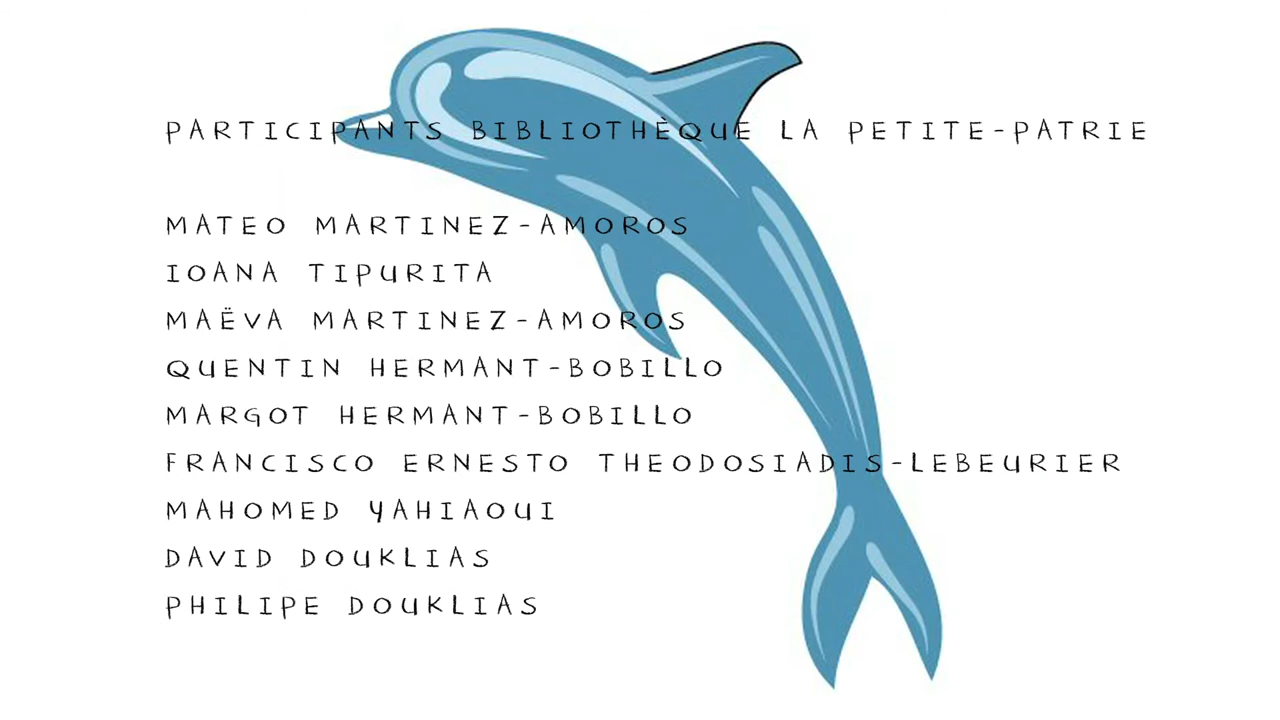 PARTICIPANTS BIBLIOTHÈQUE LA PETITE-PATRIE
MATEO MARTINEZ-AMOROS
IOANA TIPURITA
MAËVA MARTINEZ-AMOROS
QUENTIN HERMANT-BOBILLO
MARGOT HERMANT-BOBILLO
FRANCISCO ERNESTO THEODOSIADIS-LEBEURIER
MAHOMED YAHIAOUI
DAVID DOUKLIAS
PHILIPE DOUKLIAS